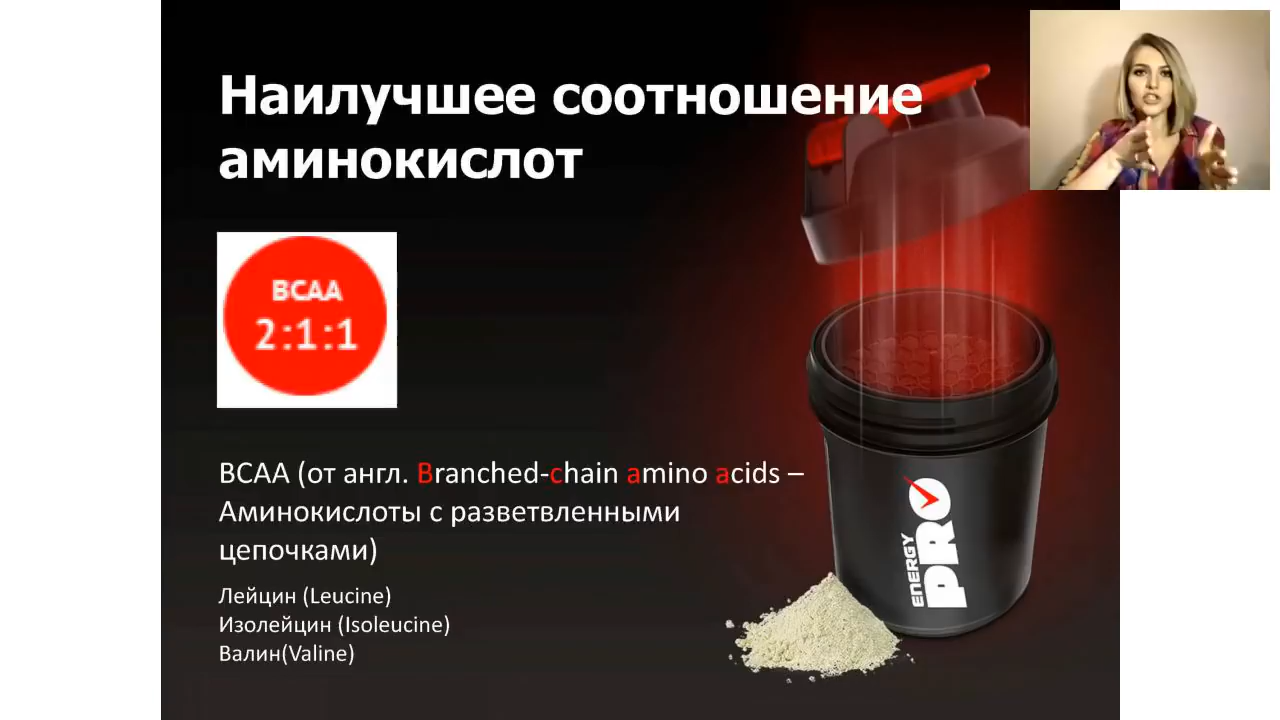 Наилучшее соотношение
аминокислот
BCAA
2:1:1
BCAA (от англ. Branched-chain amino acids –
Аминокислоты с разветвленными
цепочками)
Лейцин (Leucine)
Изолейцин (Isoleucine)
Валин(Valine)
ENERGY
PRO